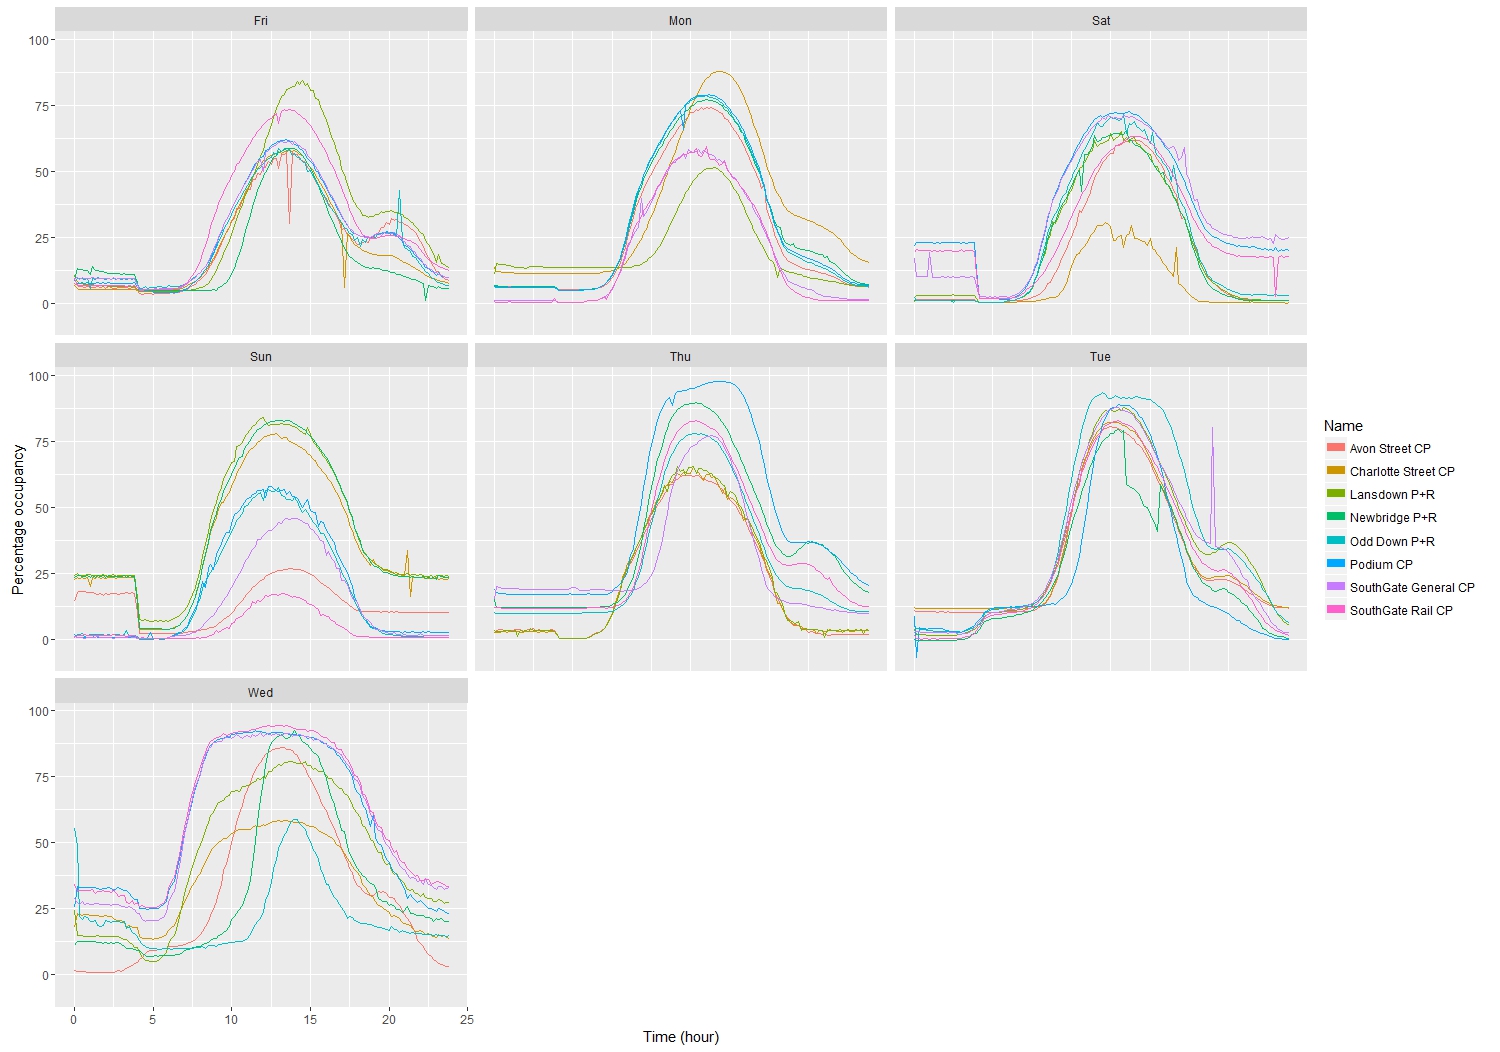 Fri
Mon
Sat
100
75
50
25
0
Sun
Thu
Tue
100
75
50
25
0
Wed
100
75
50
25
0
0
5
10
15
20
25
Percentage occupancy
Time (hour)
Name
Avon Street CP
Charlotte Street CP
Lansdown P+R
Newbridge P+R
Odd Down P+R
Podium CP
SouthGate General CP
SouthGate Rail CP